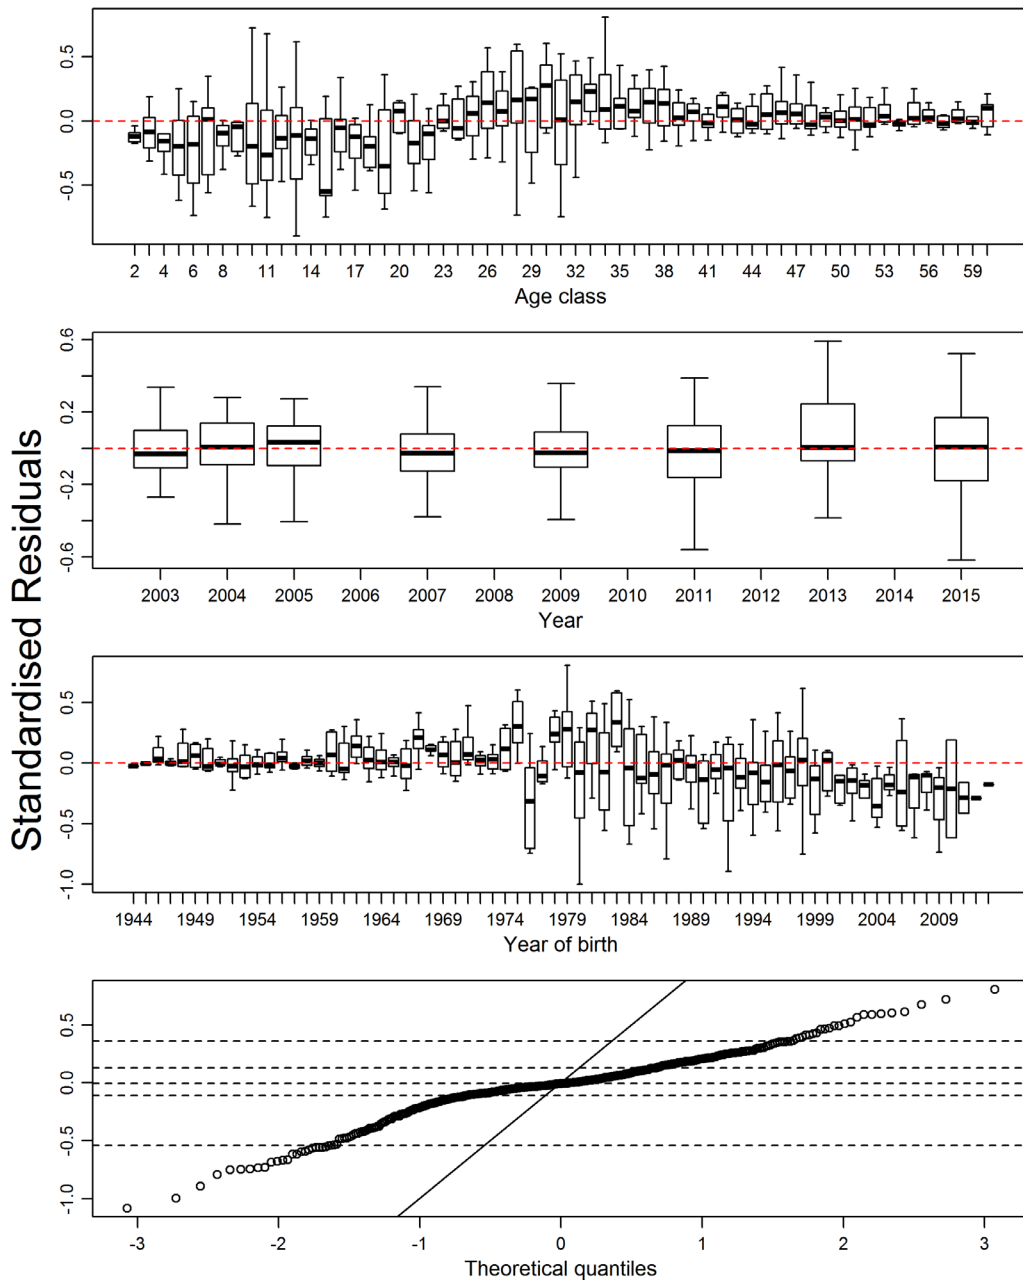 Standardised Residuals
0.5
0.0
-0.5
2 4 6 8 11 14 17 20 23 26 29 32 35 38 41 44 47 50 53 56 59
Age class
0.6
0.2
-0.2
-0.6
2003 2004 2005 2006 2007 2008 2009 2010 2011 2012 2013 2014 2015
Year
0.5
0.0
-0.5
-1.0
1944 1949 1954 1959 1964 1969 1974 1979 1984 1989 1994 1999 2004 2009
Year of birth
0.5
0.0
-0.5
-1.0
-3 -2 -1 0 1 2 3
Theoretical quantiles